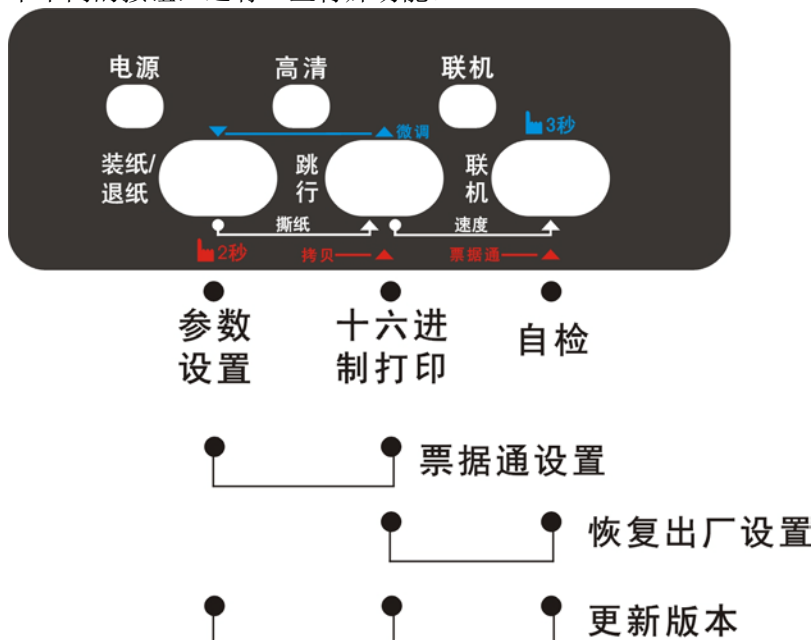 电源 高清 联机
微调 3秒
装纸/ 跳 联
退纸 行 机
撕纸 速度
2秒 拷贝 票据通
参数 十六进 自检
设置 制打印
票据通设置
恢复出厂设置
更新版本